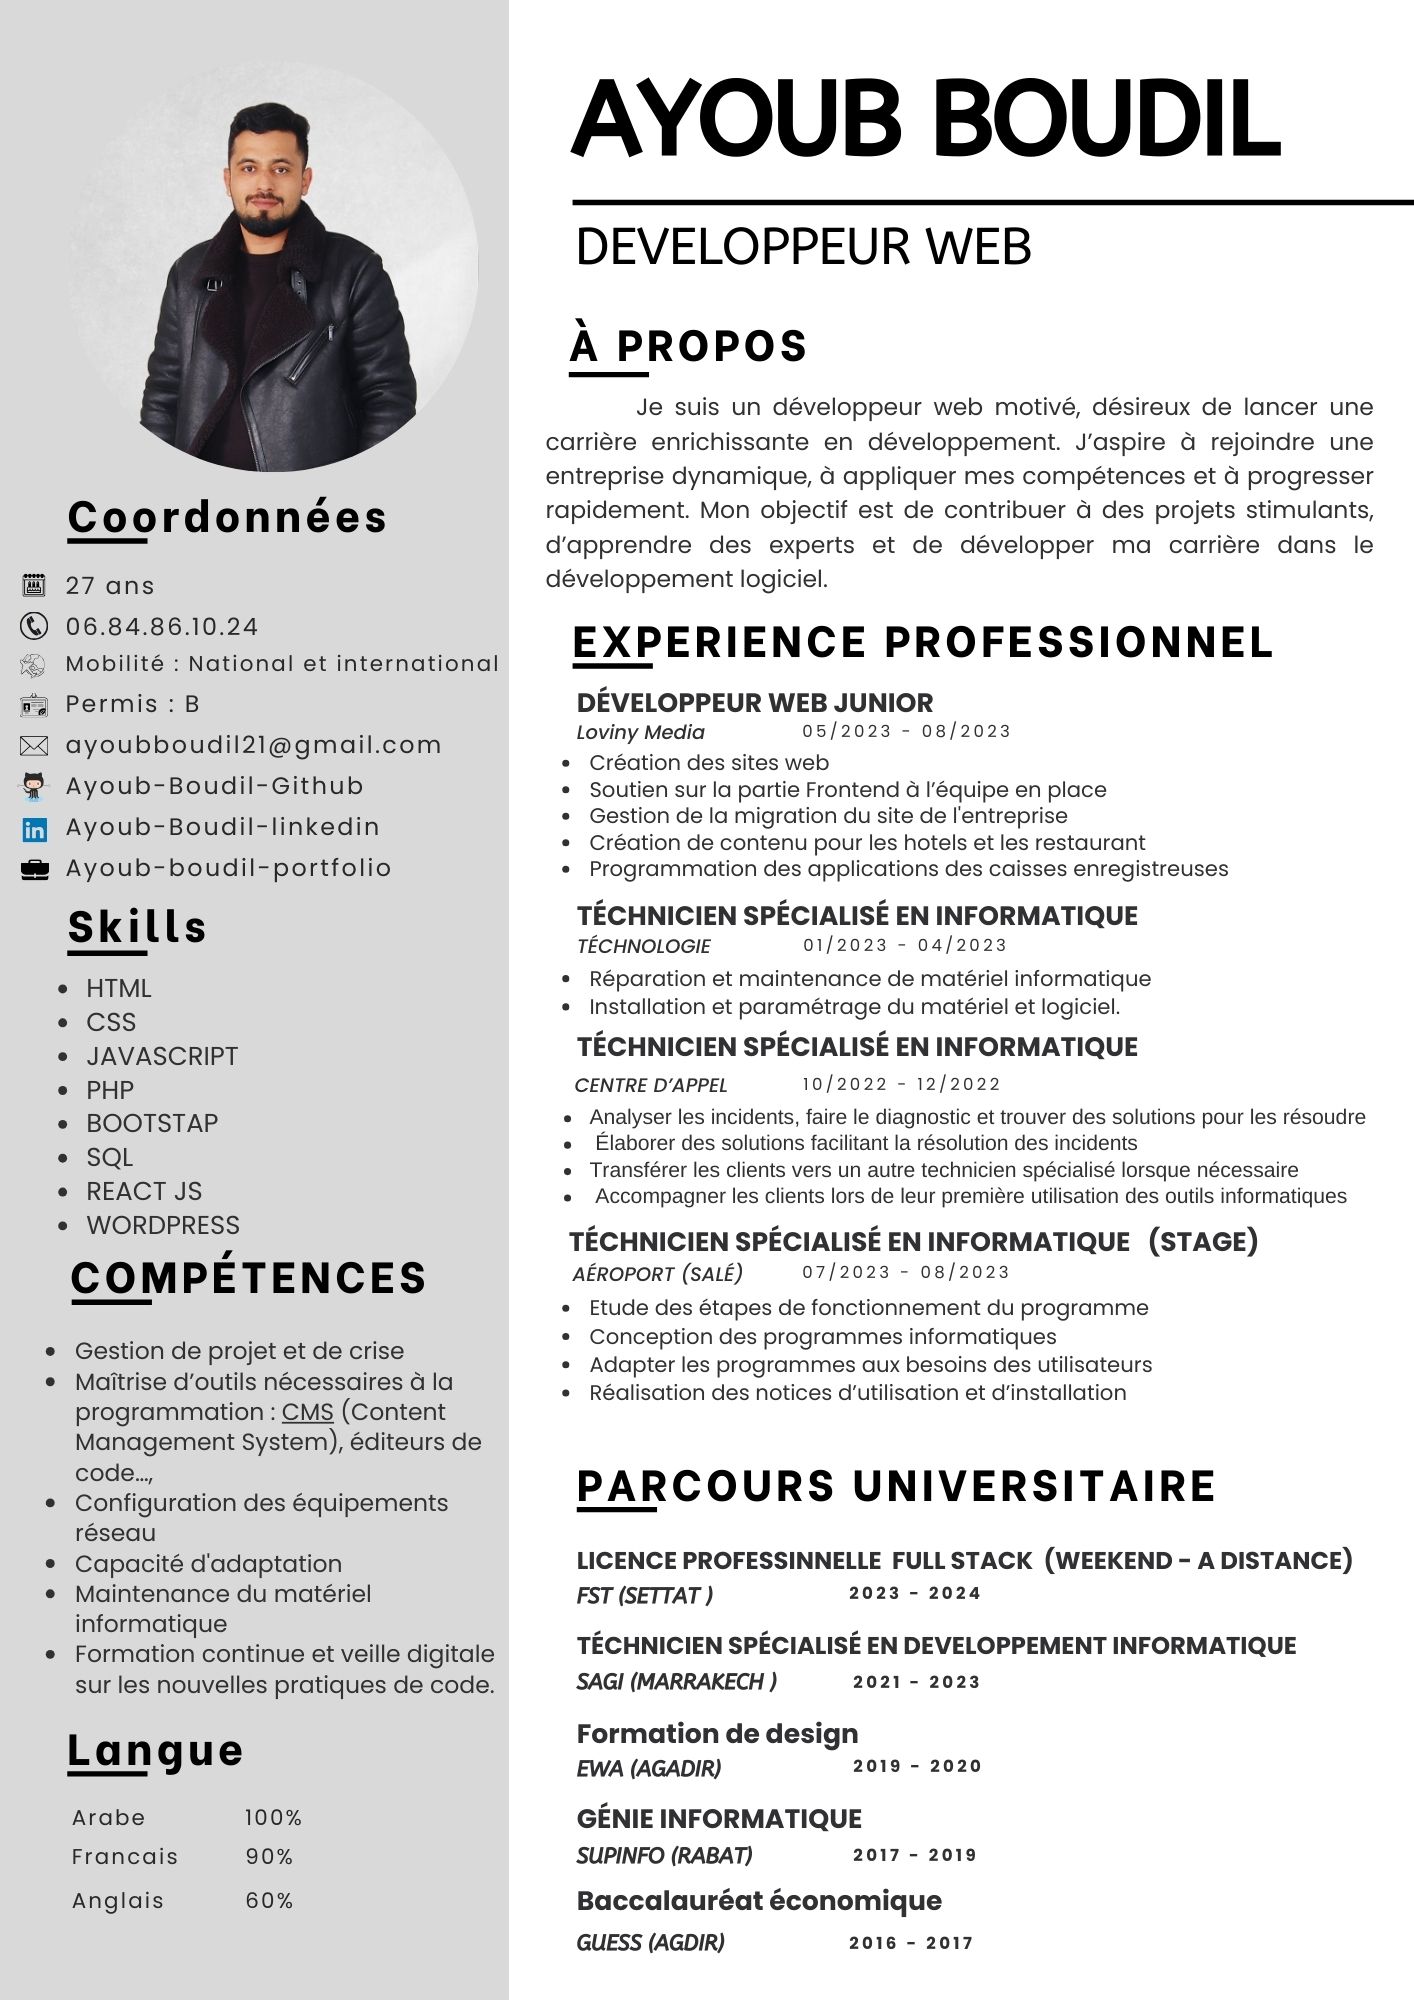 AYOUB BOUDIL
DEVELOPPEUR WEB
Coordonnées
27 ans
06.84.86.10.24
Mobilité : National et international
Permis : B
ayoubboudil21@gmail.com
Ayoub-Boudil-Github
Ayoub-Boudil-linkedin
Ayoub-boudil-portfolio
Skills
• HTML
• CSS
• JAVASCRIPT
• PHP
• BOOTSTAP
• SQL
• REACT JS
• WORDPRESS
COMPÉTENCES
• Gestion de projet et de crise
• Maîtrise d’outils nécessaires à la
programmation : CMS (Content
Management System), éditeurs de
code…,
• Configuration des équipements
réseau
• Capacité d'adaptation
• Maintenance du matériel
informatique
• Formation continue et veille digitale
sur les nouvelles pratiques de code.
Langue
Arabe 100%
Francais 90%
Anglais 60%
À PROPOS
Je suis un développeur web motivé, désireux de lancer une
carrière enrichissante en développement. J’aspire à rejoindre une
entreprise dynamique, à appliquer mes compétences et à progresser
rapidement. Mon objectif est de contribuer à des projets stimulants,
d’apprendre des experts et de développer ma carrière dans le
développement logiciel.
EXPERIENCE PROFESSIONNEL
DÉVELOPPEUR WEB JUNIOR
Loviny Media 05/2023 - 08/2023
• Création des sites web
• Soutien sur la partie Frontend à l’équipe en place
• Gestion de la migration du site de l'entreprise
• Création de contenu pour les hotels et les restaurant
• Programmation des applications des caisses enregistreuses
TÉCHNICIEN SPÉCIALISÉ EN INFORMATIQUE
TÉCHNOLOGIE 01/2023 - 04/2023
• Réparation et maintenance de matériel informatique
• Installation et paramétrage du matériel et logiciel.
TÉCHNICIEN SPÉCIALISÉ EN INFORMATIQUE
CENTRE D’APPEL 10/2022 - 12/2022
• Analyser les incidents, faire le diagnostic et trouver des solutions pour les résoudre
• Élaborer des solutions facilitant la résolution des incidents
• Transférer les clients vers un autre technicien spécialisé lorsque nécessaire
• Accompagner les clients lors de leur première utilisation des outils informatiques
TÉCHNICIEN SPÉCIALISÉ EN INFORMATIQUE (STAGE)
AÉROPORT (SALÉ) 07/2023 - 08/2023
• Etude des étapes de fonctionnement du programme
• Conception des programmes informatiques
• Adapter les programmes aux besoins des utilisateurs
• Réalisation des notices d’utilisation et d’installation
PARCOURS UNIVERSITAIRE
LICENCE PROFESSINNELLE FULL STACK (WEEKEND - A DISTANCE)
FST (SETTAT ) 2023 - 2024
TÉCHNICIEN SPÉCIALISÉ EN DEVELOPPEMENT INFORMATIQUE
SAGI (MARRAKECH ) 2021 - 2023
Formation de design
EWA (AGADIR) 2019 - 2020
GÉNIE INFORMATIQUE
SUPINFO (RABAT) 2017 - 2019
Baccalauréat économique
GUESS (AGDIR) 2016 - 2017